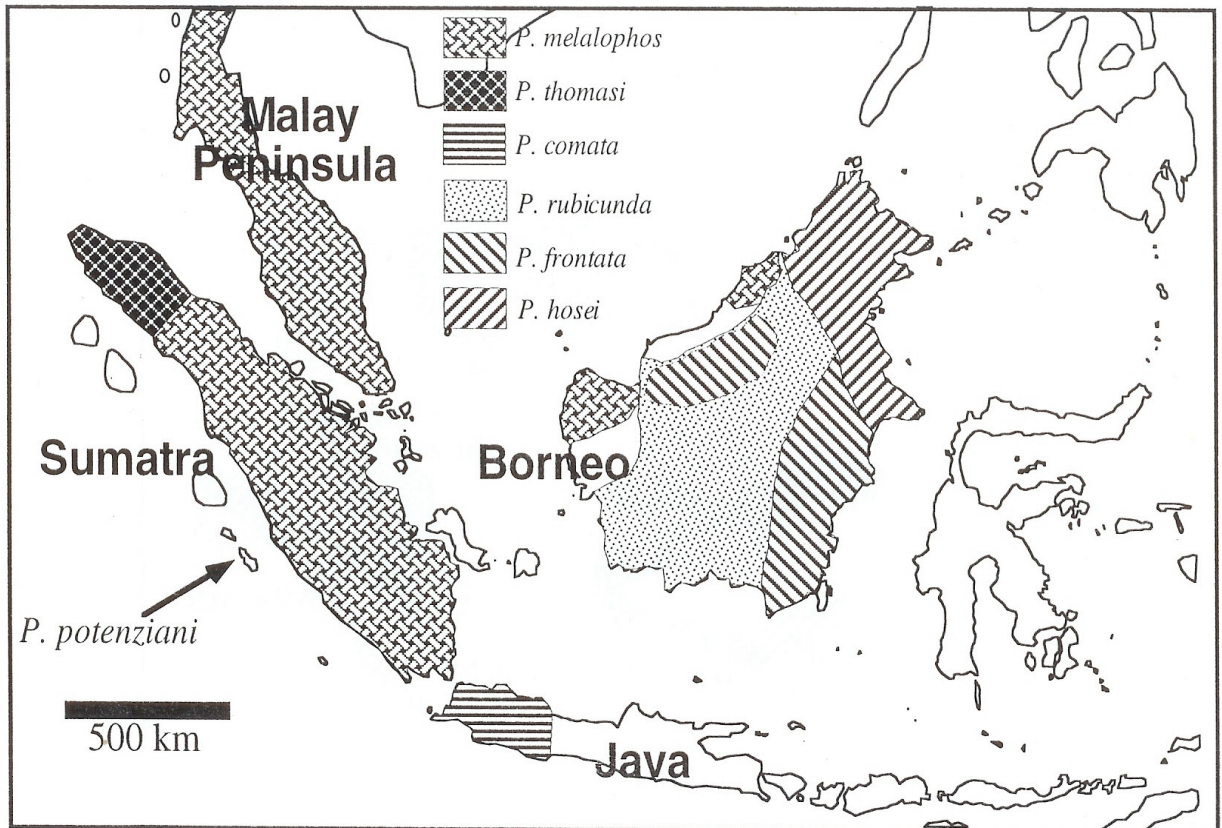 P. melalophos
P. thomasi
P. comata
P. rubicunda
P. frontata
P. hosei
Malay
Peninsula
Sumatra
Borneo
P. potenziani
500 km
Java